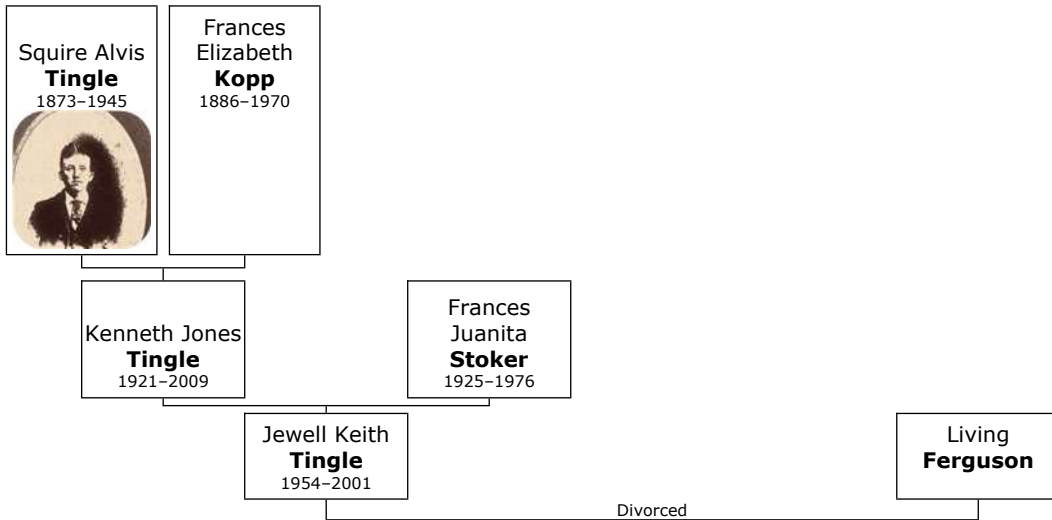 Squire Alvis
Tingle
1873–1945
Frances
Elizabeth
Kopp
1886–1970
Kenneth Jones
Tingle
1921–2009
Frances
Juanita
Stoker
1925–1976
Jewell Keith
Tingle
1954–2001
Living
Ferguson
Divorced